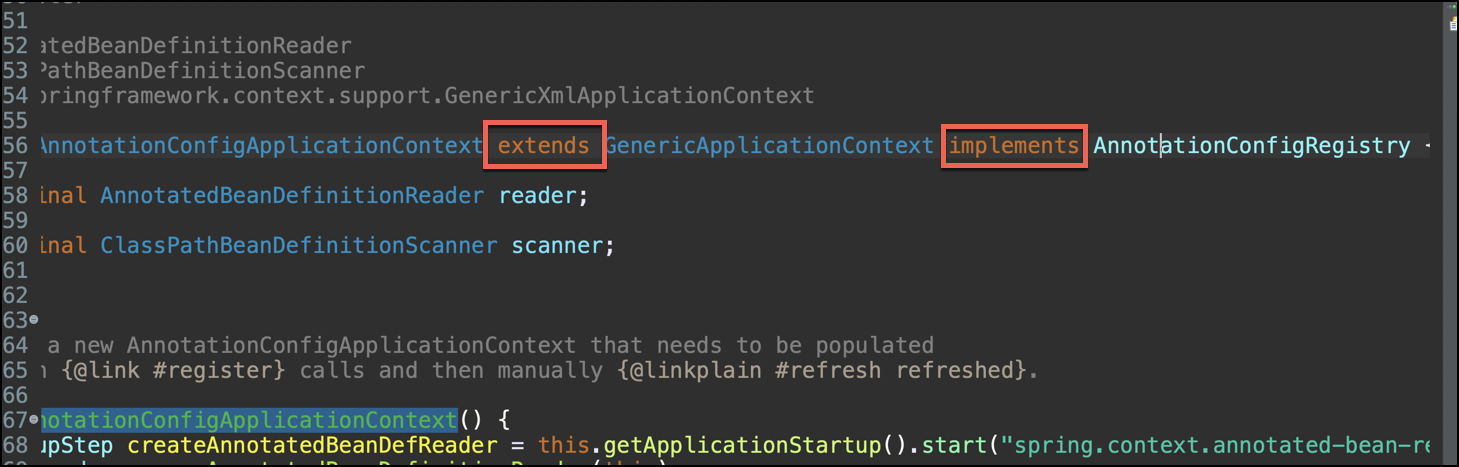 51
52 atedBeanDefinitionReader
53 PathBeanDefinitionScanner
54 pringframework.context.support.GenericXmlApplicationContext
55
56 AnnotationConfigApplicationContext extends GenericApplicationContext implements AnnotationConfigRegistry {
57
58 inal AnnotatedBeanDefinitionReader reader;
59
60 inal ClassPathBeanDefinitionScanner scanner;
61
62
63
64 a new AnnotationConfigApplicationContext that needs to be populated
65 h {@link #register} calls and then manually {@linkplain #refresh refreshed}.
66
67 notationConfigApplicationContext() {
68 upStep createAnnotatedBeanDefReader = this.getApplicationStartup().start("spring.context.annotated-bean-re